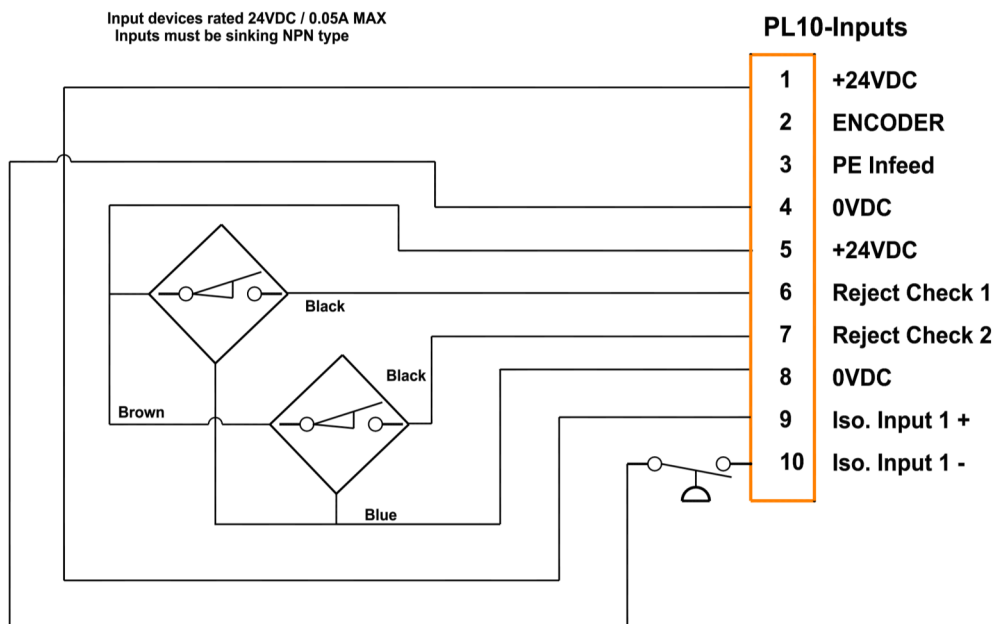 Input devices rated 24VDC / 0.05A MAX
Inputs must be sinking NPN type
PL10-Inputs
1 +24VDC
2 ENCODER
3 PE Infeed
4 0VDC
5 +24VDC
6 Reject Check 1
7 Reject Check 2
8 0VDC
9 Iso. Input 1 +
10 Iso. Input 1 -
Black
Black
Brown
Blue